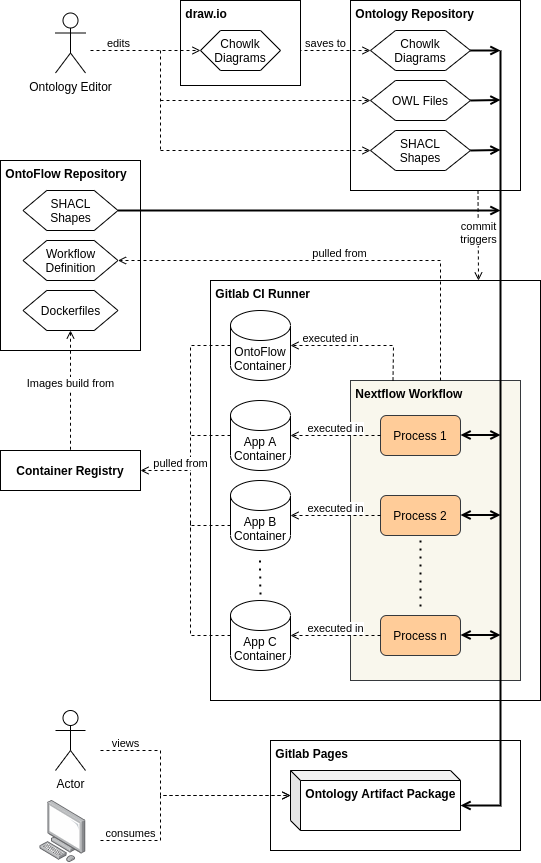 draw.io
Ontology Repository
edits
Chowlk
Diagrams
saves to
Chowlk
Diagrams
Ontology Editor
OWL Files
SHACL
Shapes
OntoFlow Repository
SHACL
Shapes
commit
triggers
Workflow
Definition
pulled from
Dockerfiles
Gitlab CI Runner
OntoFlow
Container
executed in
Images build from
Nextflow Workflow
App A
Container
executed in
Process 1
Container Registry
pulled from
App B
Container
executed in
Process 2
App C
Container
executed in
Process n
Actor
views
consumes
Gitlab Pages
Ontology Artifact Package